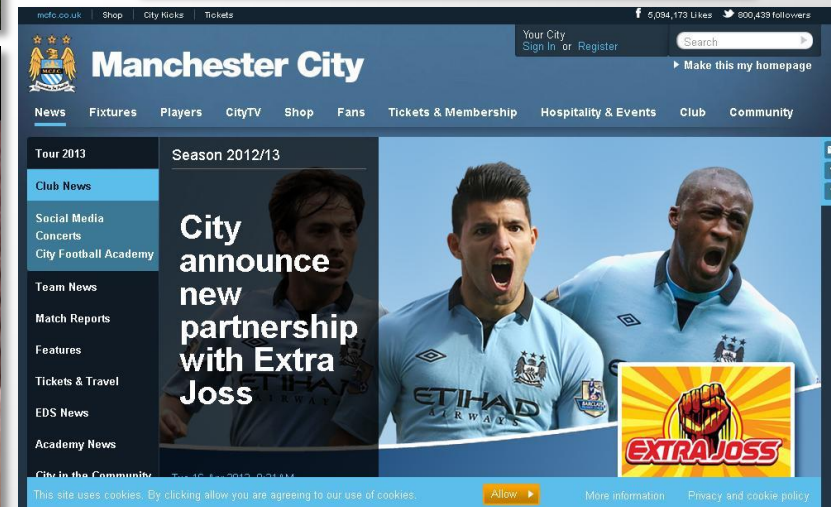 mcfc.co.uk Shop City Kicks Tickets
5,094,173 Likes 800,439 followers
Your City
Sign In or Register
Search
Make this my homepage
M.C.F.C.
Manchester City
News Fixtures Players CityTV Shop Fans Tickets & Membership Hospitality & Events Club Community
Tour 2013
Club News
Social Media
Concerts
City Football Academy
Team News
Match Reports
Features
Tickets & Travel
EDS News
Academy News
City in the Community
Season 2012/13
City
announce
new
partnership
with Extra
Joss
ETIHAD
AIRWAYS
BARCLAYS
EXTRA JOSS
This site uses cookies. By clicking allow you are agreeing to our use of cookies.
Allow
More information
Privacy and cookie policy